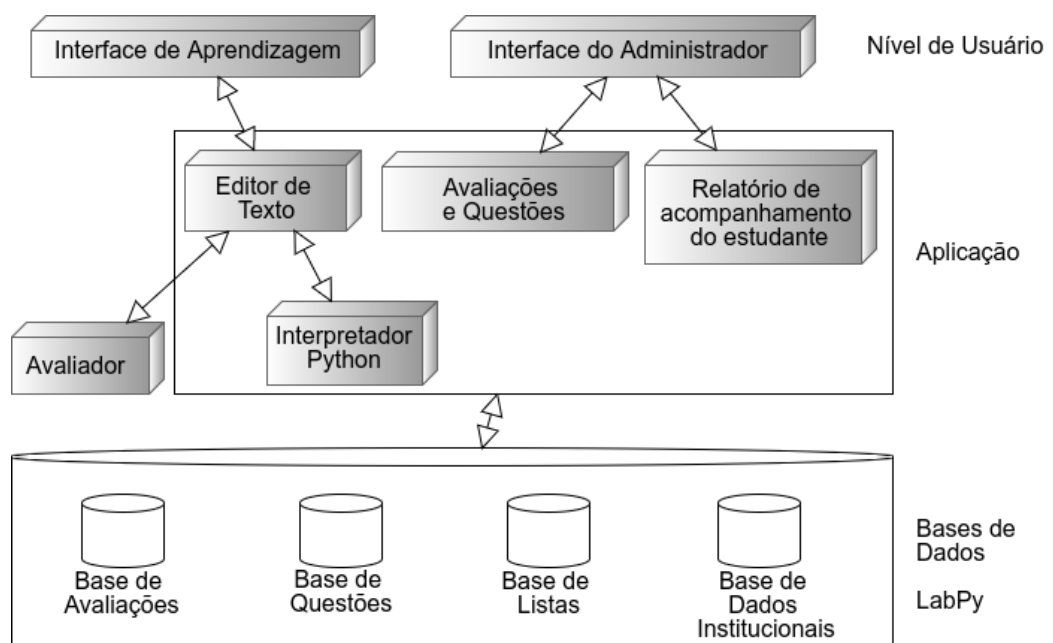 Interface de Aprendizagem
Interface do Administrador
Nível de Usuário
Editor de
Texto
Avaliações
e Questões
Relatório de
acompanhamento
do estudante
Aplicação
Avaliador
Interpretador
Python
Base de
Avaliações
Base de
Questões
Base de
Listas
Base de
Dados
Institucionais
Bases de
Dados
LabPy